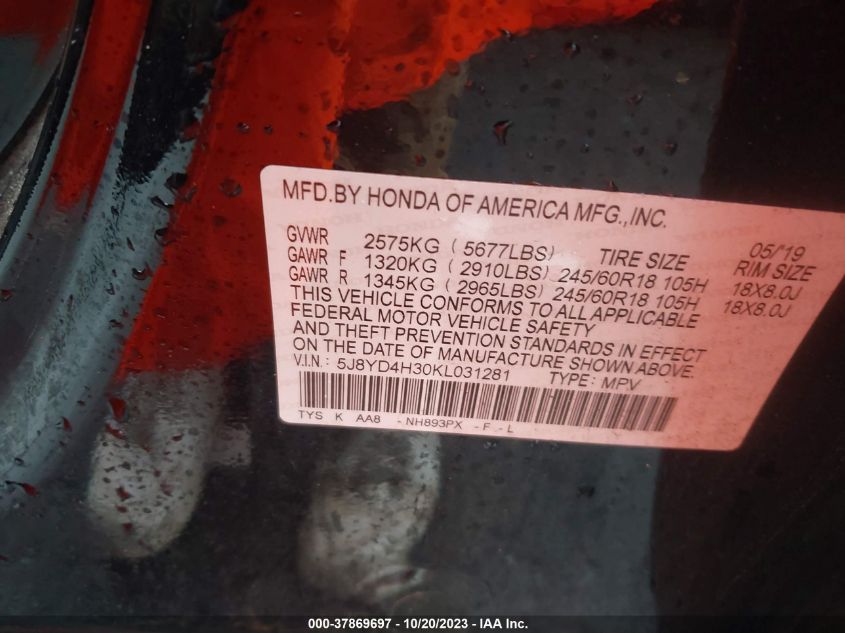 MFD.BY HONDA OF AMERICA MFG.,INC.
GVWR 2575KG (5677LBS) TIRE SIZE 05/'19 RIM SIZE
GAWR F 1320KG (2910LBS) 245/60R18 105H 18X8.0J
GAWR R 1345KG (2965LBS) 245/60R18 105H 18X8.0J
THIS VEHICLE CONFORMS TO ALL APPLICABLE
FEDERAL MOTOR VEHICLE SAFETY
AND THEFT PREVENTION STANDARDS IN EFFECT
ON THE DATE OF MANUFACTURE SHOWN ABOVE.
V.I.N.: 5J8YD4H30KL031281 TYPE: MPV
TYS K AA8 - NH893PX - F - L
000-37869697 - 10/20/2023 - IAA Inc.